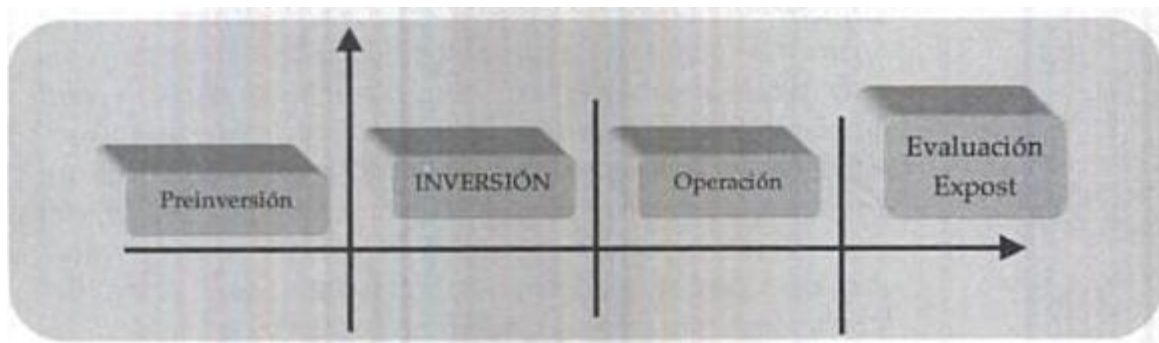 Preinversión
INVERSIÓN
Operación
Evaluación
Expost